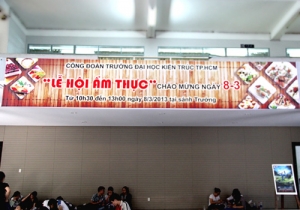 CÔNG ĐOÀN TRƯỜNG ĐẠI HỌC KIẾN TRÚC TP.HCM
"LỄ HỘI ẨM THỰC" CHÀO MỪNG NGÀY 8-3
Từ 10h30 đến 13h00 ngày 8/3/2013 tại sảnh Trường